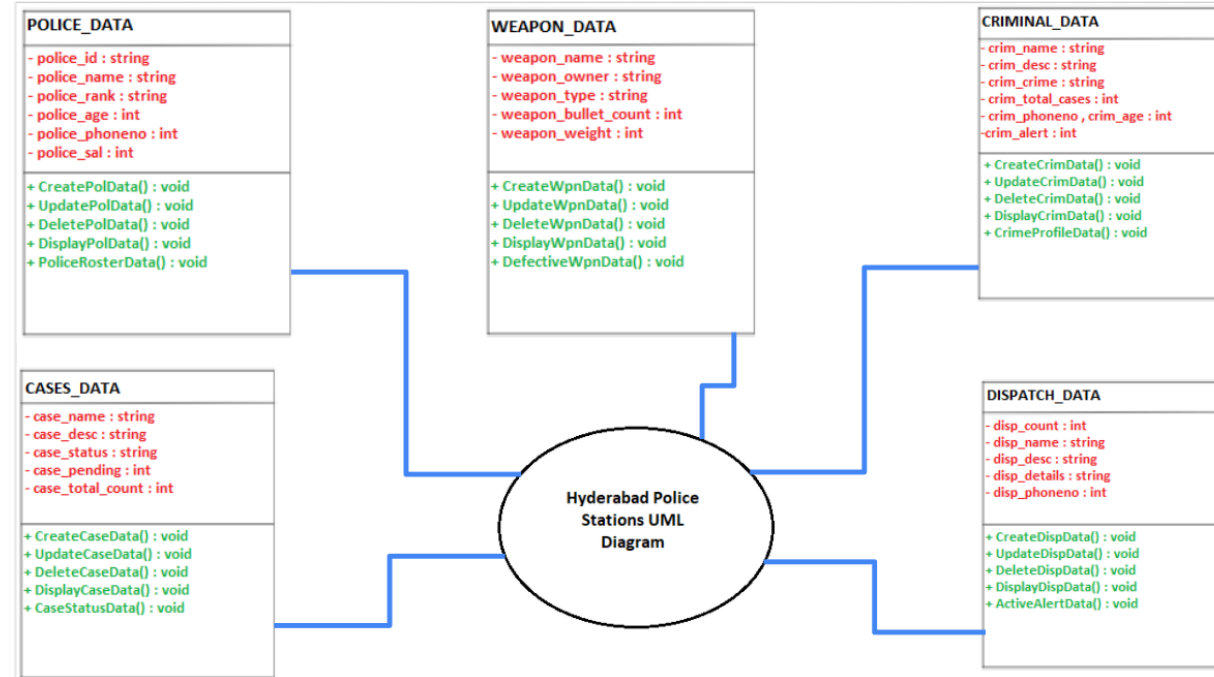 POLICE_DATA
- police_id : string
- police_name : string
- police_rank : string
- police_age : int
- police_phoneno : int
- police_sal : int
+ CreatePolData() : void
+ UpdatePolData() : void
+ DeletePolData() : void
+ DisplayPolData() : void
+ PoliceRosterData() : void
WEAPON_DATA
- weapon_name : string
- weapon_owner : string
- weapon_type : string
- weapon_bullet_count : int
- weapon_weight : int
+ CreateWpnData() : void
+ UpdateWpnData() : void
+ DeleteWpnData() : void
+ DisplayWpnData() : void
+ DefectiveWpnData() : void
CRIMINAL_DATA
- crim_name : string
- crim_desc : string
- crim_crime : string
- crim_total_cases : int
- crim_phoneno , crim_age : int
-crim_alert : int
+ CreateCrimData() : void
+ UpdateCrimData() : void
+ DeleteCrimData() : void
+ DisplayCrimData() : void
+ CrimeProfileData() : void
CASES_DATA
- case_name : string
- case_desc : string
- case_status : string
- case_pending : int
- case_total_count : int
+ CreateCaseData() : void
+ UpdateCaseData() : void
+ DeleteCaseData() : void
+ DisplayCaseData() : void
+ CaseStatusData() : void
Hyderabad Police
Stations UML
Diagram
DISPATCH_DATA
- disp_count : int
- disp_name : string
- disp_desc : string
- disp_details : string
- disp_phoneno : int
+ CreateDispData() : void
+ UpdateDispData() : void
+ DeleteDispData() : void
+ DisplayDispData() : void
+ ActiveAlertData() : void